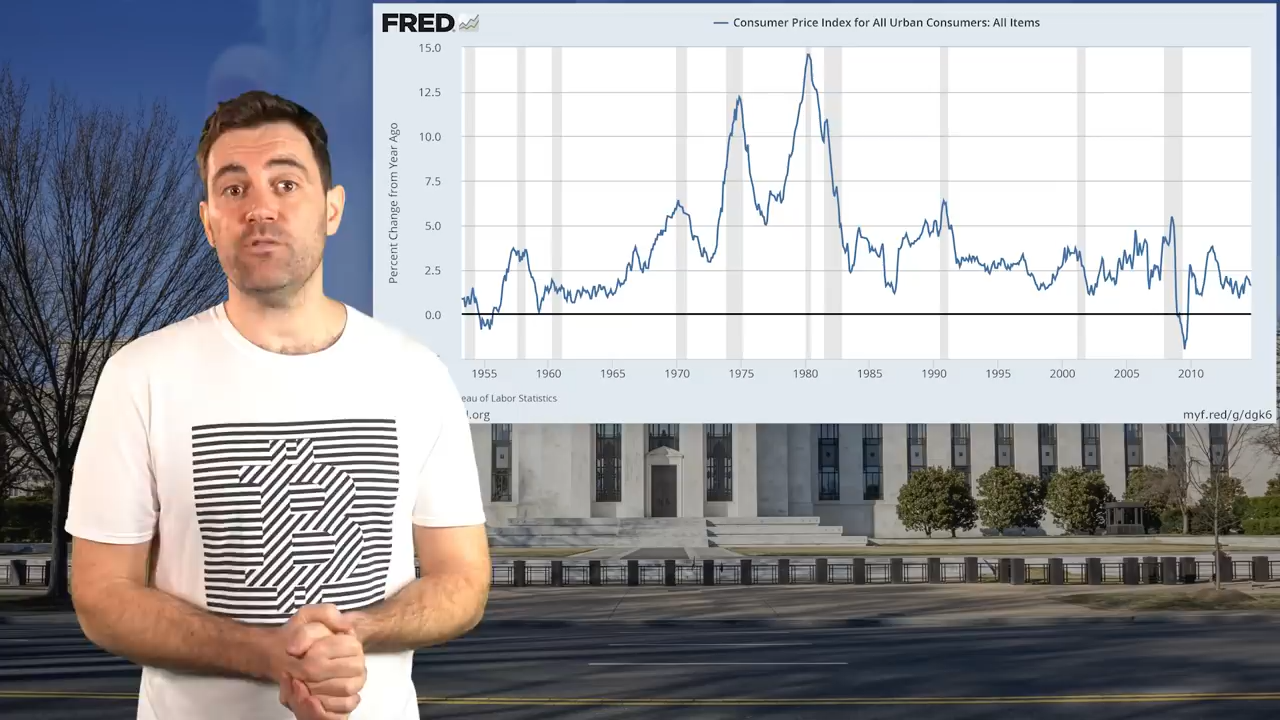 FRED
Consumer Price Index for All Urban Consumers: All Items
15.0
12.5
10.0
7.5
5.0
2.5
0.0
Percent Change from Year Ago
1955 1960 1965 1970 1975 1980 1985 1990 1995 2000 2005 2010
eau of Labor Statistics
.org
myf.red/g/dgk6